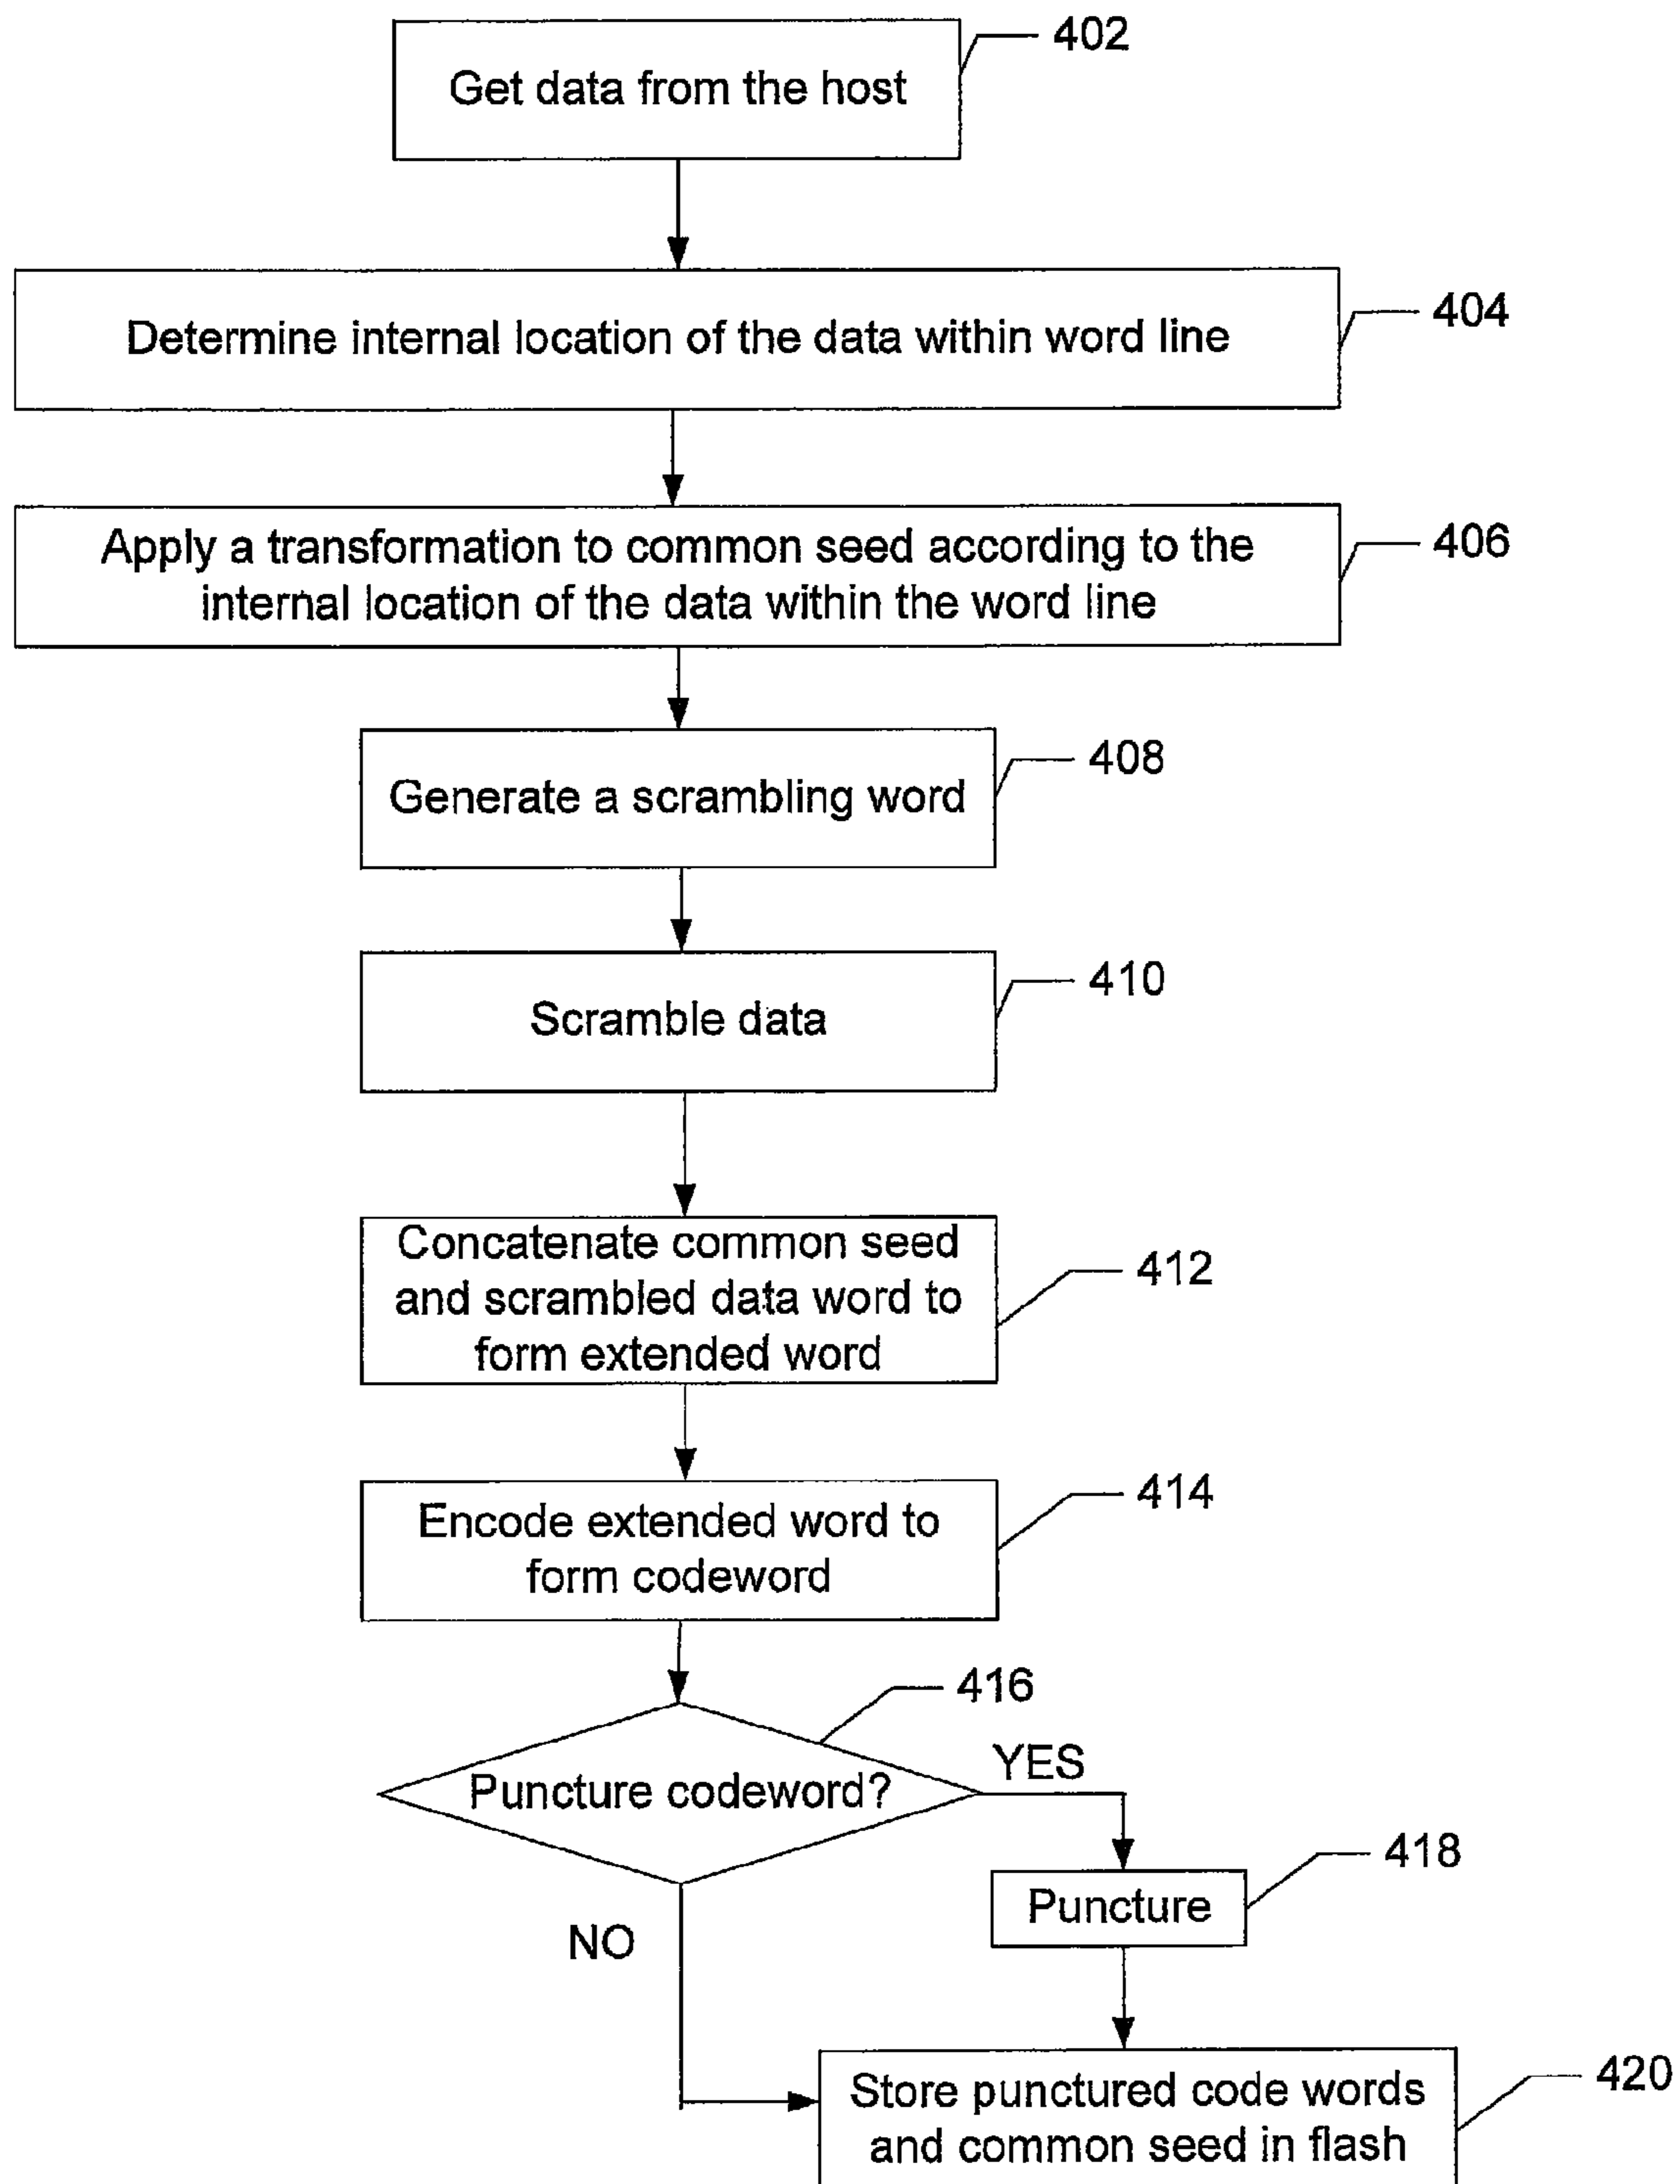 402
Get data from the host
404
Determine internal location of the data within word line
406
Apply a transformation to common seed according to the
internal location of the data within the word line
408
Generate a scrambling word
410
Scramble data
412
Concatenate common seed
and scrambled data word to
form extended word
414
Encode extended word to
form codeword
416
Puncture codeword?
YES
418
Puncture
NO
420
Store punctured code words
and common seed in flash